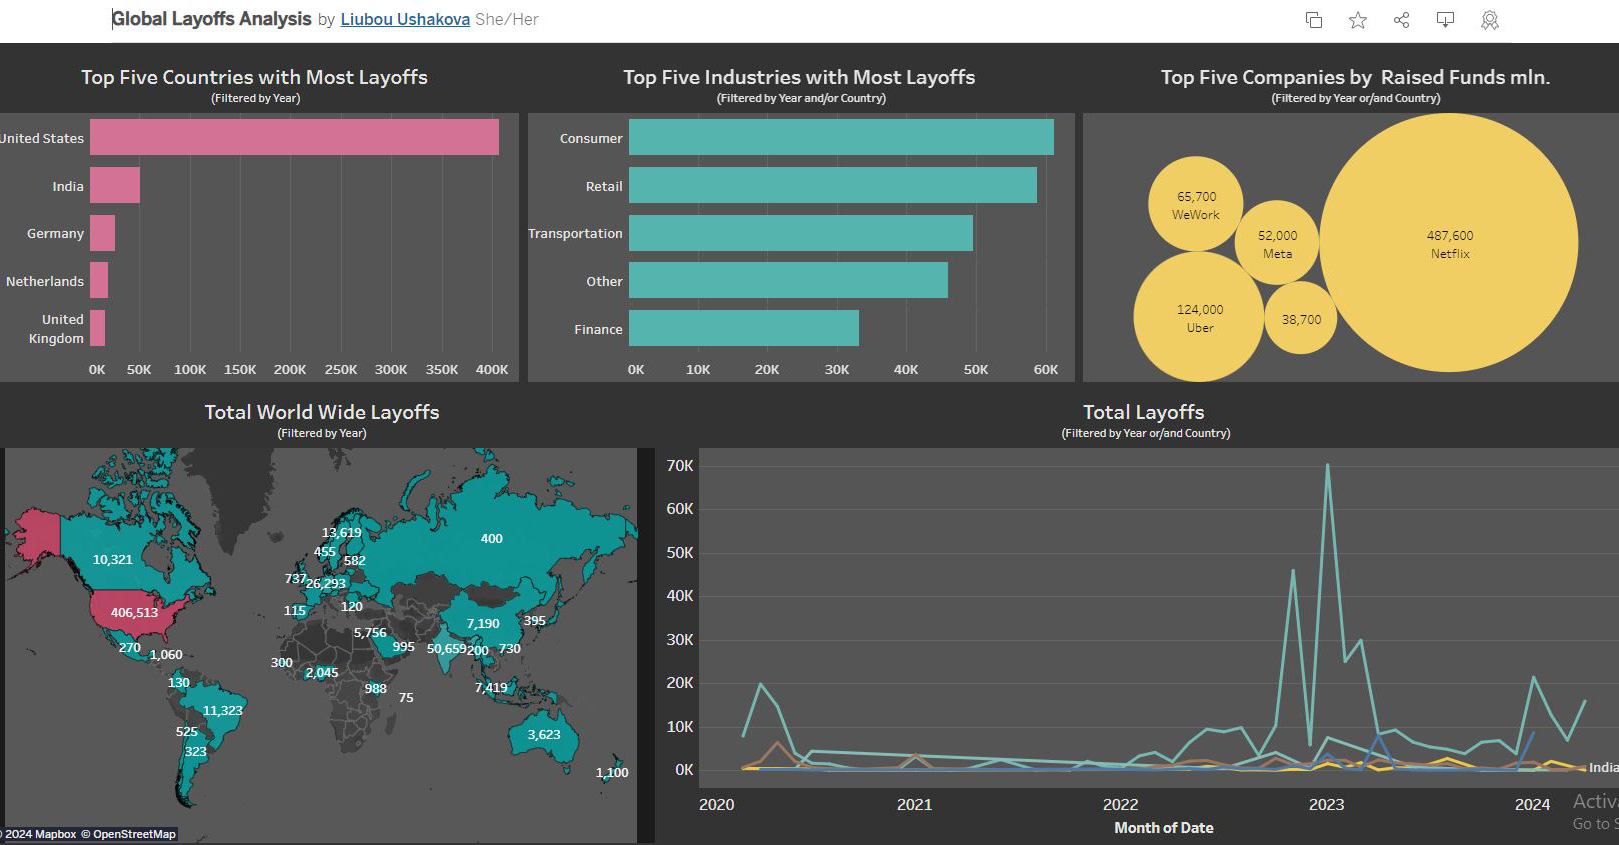 Global Layoffs Analysis by Liubou Ushakova She/Her
Top Five Countries with Most Layoffs
(Filtered by Year)
United States
India
Germany
Netherlands
United
Kingdom
0K 50K 100K 150K 200K 250K 300K 350K 400K
Top Five Industries with Most Layoffs
(Filtered by Year and/or Country)
Consumer
Retail
Transportation
Other
Finance
0K 10K 20K 30K 40K 50K 60K
Top Five Companies by Raised Funds mln.
(Filtered by Year or/and Country)
65,700
WeWork
52,000
Meta
487,600
Netflix
124,000
Uber
38,700
Total World Wide Layoffs
(Filtered by Year)
13,619
400
455
582
10,321
737
26,293
115
120
406,513
7,190
395
5,756
270
1,060
995
50,659
200
730
300
2,045
130
988
75
7,419
11,323
525
323
3,623
1,100
© 2024 Mapbox © OpenStreetMap
Total Layoffs
(Filtered by Year or/and Country)
70K
60K
50K
40K
30K
20K
10K
0K
India
2020 2021 2022 2023 2024
Month of Date
Activa
Go to S